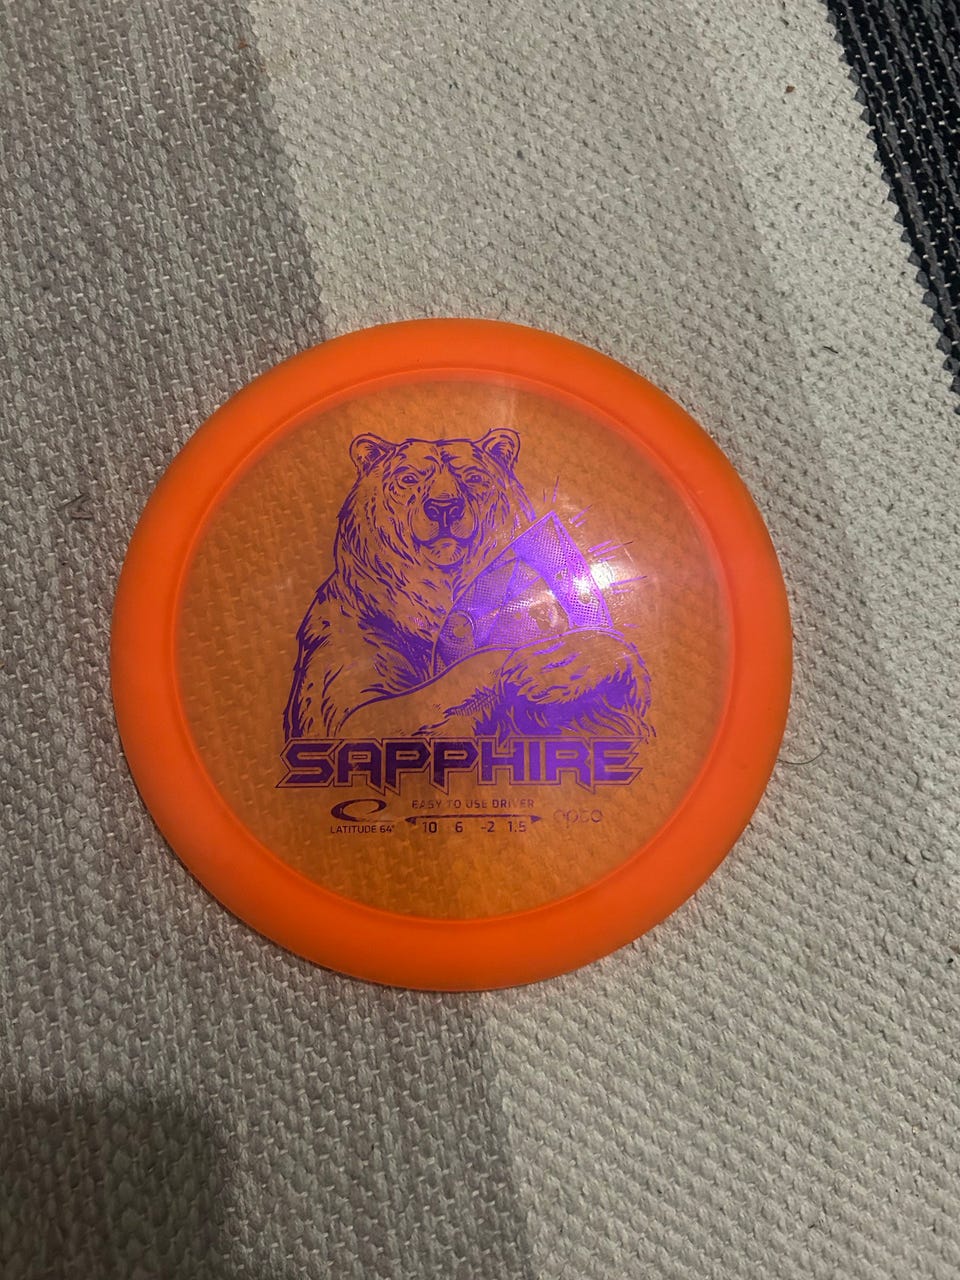 SAPPHIRE
EASY TO USE DRIVER
LATITUDE 64° 10 6 -2 1.5 opto